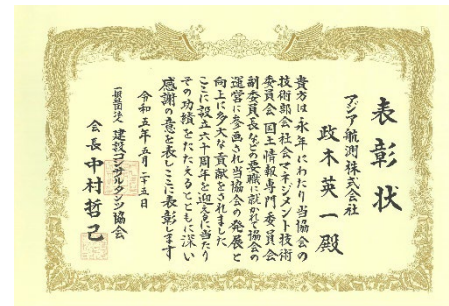 表彰状
アジア航測株式会社
政木英一殿
貴方は永年にわたり当協会の
技術部会社会マネジメント技術
委員会国土情報専門委員会
副委員長などの要職に就かれて協会の
運営に参画され当協会の発展と
向上に多大な貢献をされました
ここに設立六十周年を迎えるに当たり
その功績をたたえるとともに深い
感謝の意を表しここに表彰します
令和五年五月二十五日
一般社団法人 建設コンサルタンツ協会
会長中村哲己